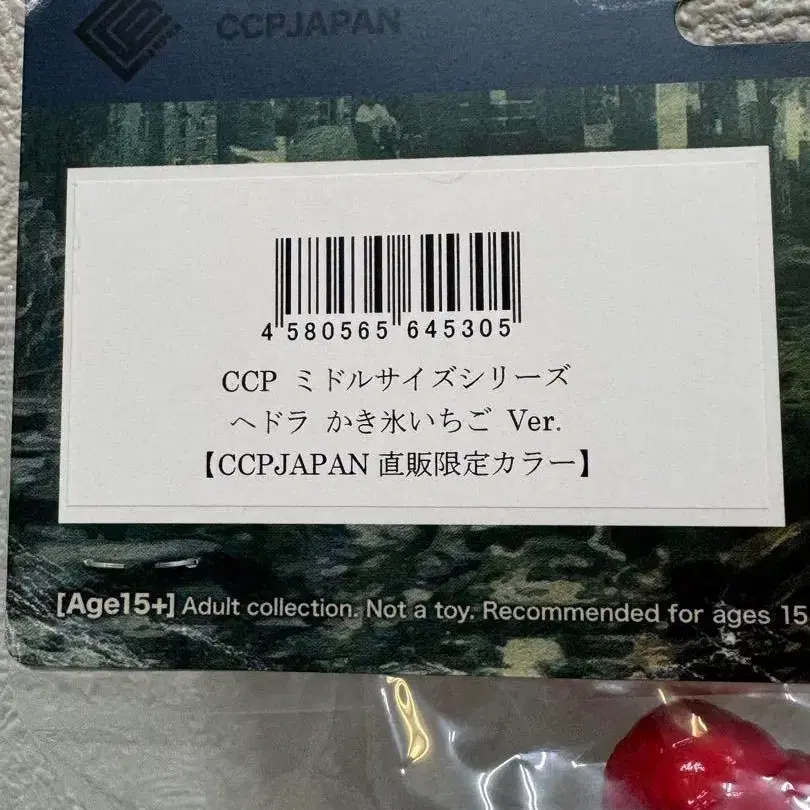 CCPJAPAN
4 580565 645305
CCP ミドルサイズシリーズ
ヘドラ かき氷いちご Ver.
【CCPJAPAN 直販限定カラー】
[Age15+] Adult collection. Not a toy. Recommended for ages 15